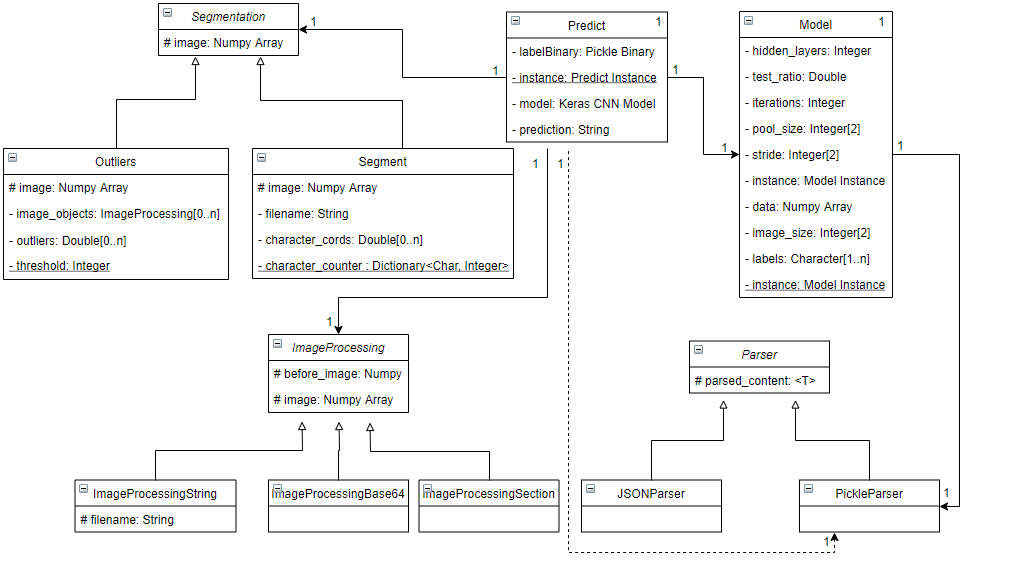 Segmentation
# image: Numpy Array
1
Predict
1
- labelBinary: Pickle Binary
- instance: Predict Instance
- model: Keras CNN Model
- prediction: String
1
1
1
1
1
1
Model
1
- hidden_layers: Integer
- test_ratio: Double
- iterations: Integer
- pool_size: Integer[2]
- stride: Integer[2]
- instance: Model Instance
- data: Numpy Array
- image_size: Integer[2]
- labels: Character[1..n]
- instance: Model Instance
1
Outliers
# image: Numpy Array
- image_objects: ImageProcessing[0..n]
- outliers: Double[0..n]
- threshold: Integer
Segment
# image: Numpy Array
- filename: String
- character_cords: Double[0..n]
- character_counter : Dictionary<Char, Integer>
1
ImageProcessing
# before_image: Numpy
# image: Numpy Array
Parser
# parsed_content: <T>
ImageProcessingString
# filename: String
ImageProcessingBase64
ImageProcessingSection
JSONParser
PickleParser
1
1